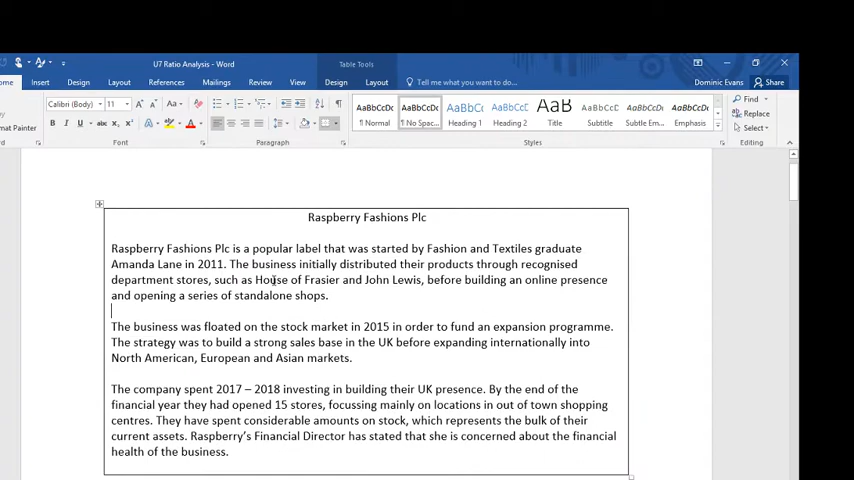 U7 Ratio Analysis - Word
Table Tools
Insert Design Layout References Mailings Review View Design Layout Tell me what you want to do... Dominic Evans Share
Calibri (Body) 11 Aa
mat Painter
B I U abc
AaBbCcDc AaBbCcDc AaBbCc AaBbCcD AaB AaBbCcD AaBbCcDc AaBbCcDc
¶ Normal ¶ No Spac... Heading 1 Heading 2 Title Subtitle Subtle Em... Emphasis
Find
Replace
Select
Font Paragraph Styles Editing
Raspberry Fashions Plc
Raspberry Fashions Plc is a popular label that was started by Fashion and Textiles graduate
Amanda Lane in 2011. The business initially distributed their products through recognised
department stores, such as House of Frasier and John Lewis, before building an online presence
and opening a series of standalone shops.
The business was floated on the stock market in 2015 in order to fund an expansion programme.
The strategy was to build a strong sales base in the UK before expanding internationally into
North American, European and Asian markets.
The company spent 2017 – 2018 investing in building their UK presence. By the end of the
financial year they had opened 15 stores, focussing mainly on locations in out of town shopping
centres. They have spent considerable amounts on stock, which represents the bulk of their
current assets. Raspberry's Financial Director has stated that she is concerned about the financial
health of the business.